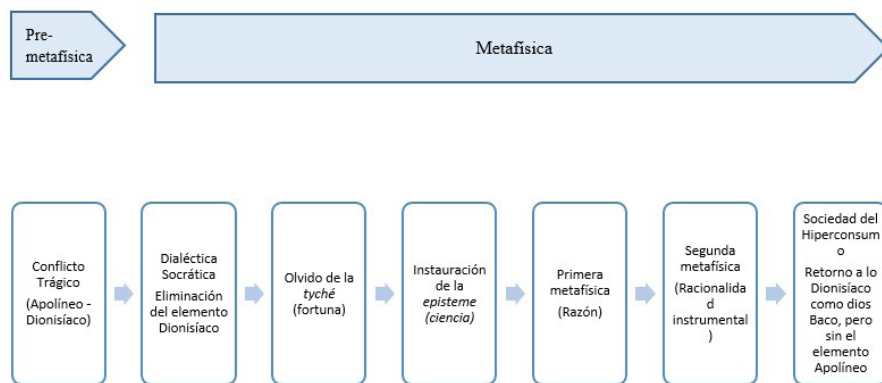 Pre-
metafísica
Metafísica
Conflicto
Trágico
(Apolíneo -
Dionisíaco)
Dialéctica
Socrática
Eliminación
del elemento
Dionisíaco
Olvido de la
tyché
(fortuna)
Instauración
de la
episteme
(ciencia)
Primera
metafísica
(Razón)
Segunda
metafísica
(Racionalida
d
instrumental
)
Sociedad del
Hiperconsum
o
Retorno a lo
Dionisíaco
como dios
Baco, pero
sin el
elemento
Apolíneo